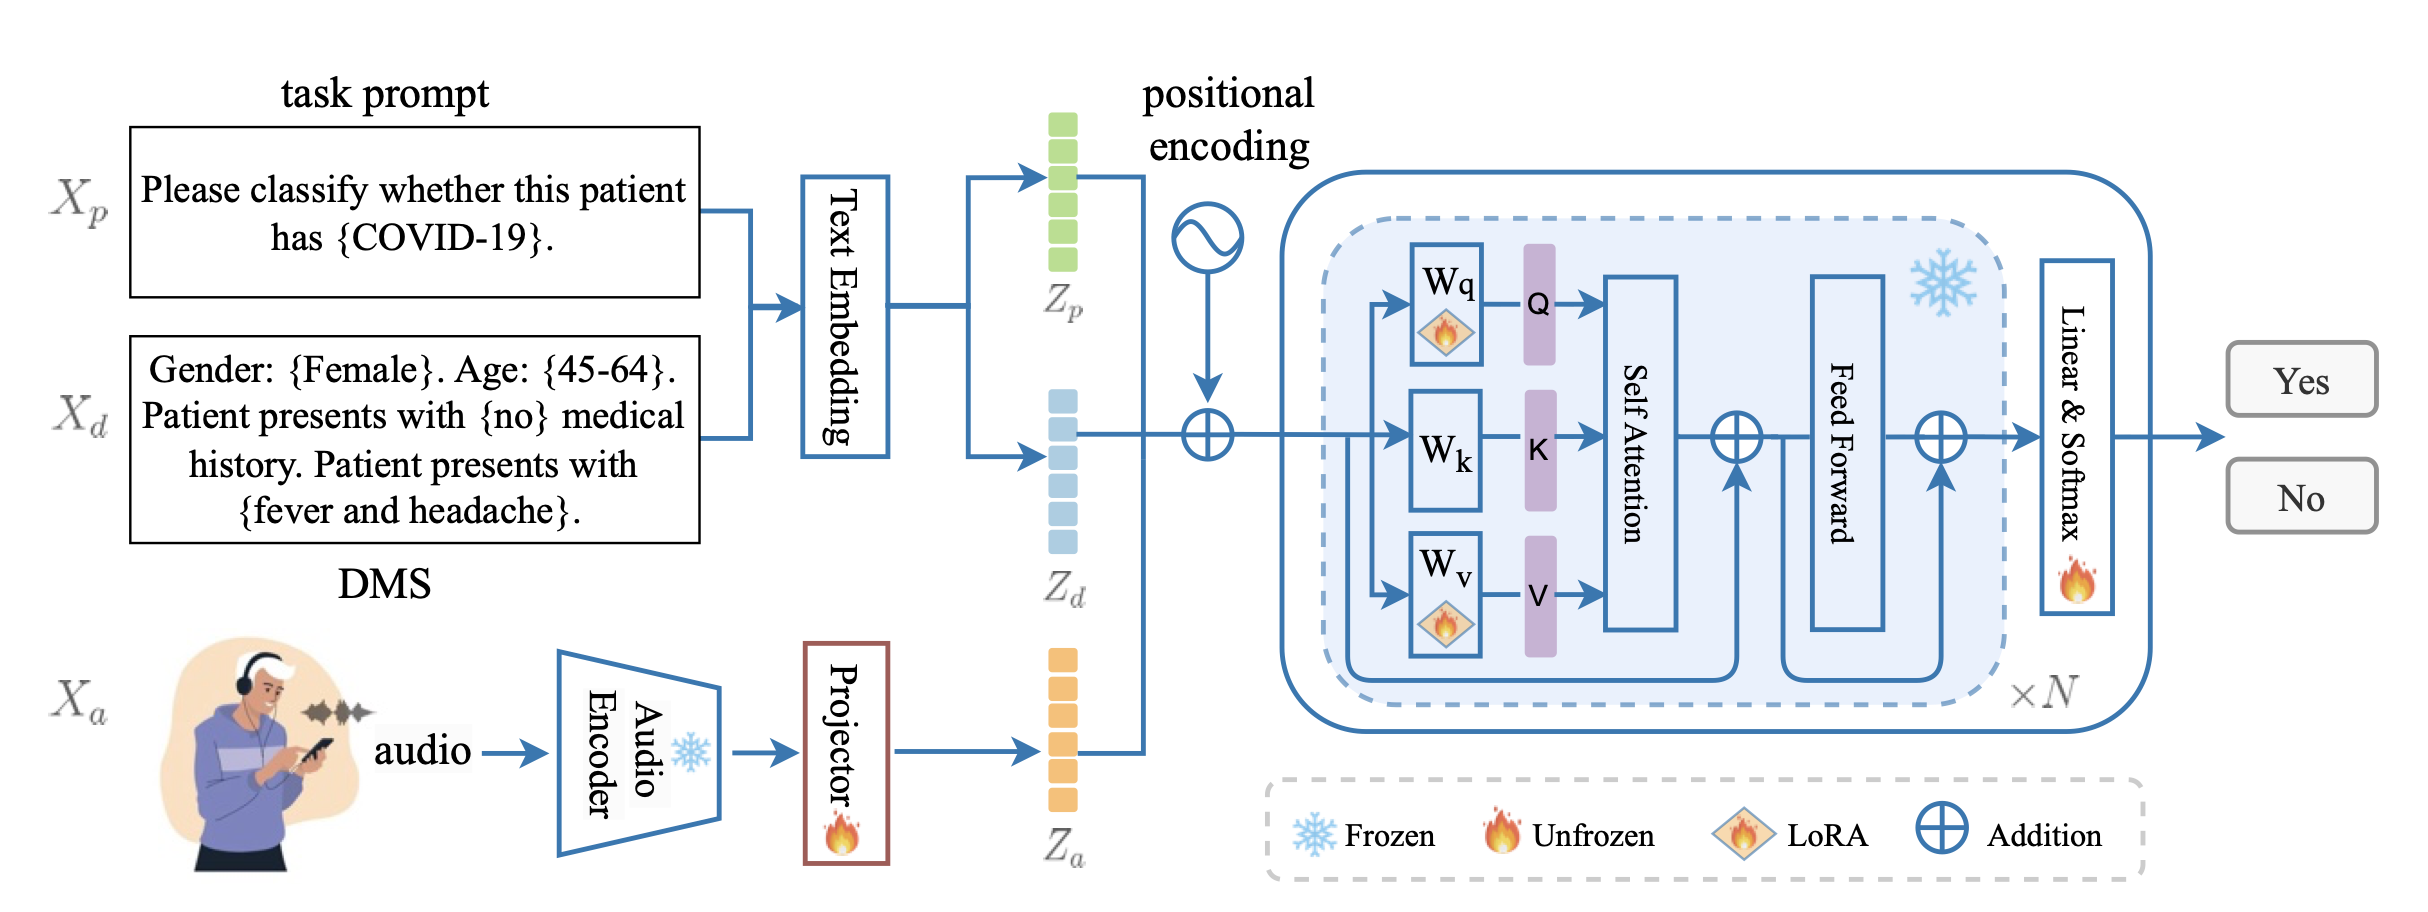 task prompt
X_p
Please classify whether this patient
has {COVID-19}.
X_d
Gender: {Female}. Age: {45-64}.
Patient presents with {no} medical
history. Patient presents with
{fever and headache}.
DMS
X_a
audio
Audio
Encoder
Projector
Text Embedding
Z_p
Z_d
Z_a
positional
encoding
Wq
W_k
W_v
Q
K
V
Self Attention
Feed Forward
×N
Linear & Softmax
Yes
No
Frozen
Unfrozen
LoRA
Addition